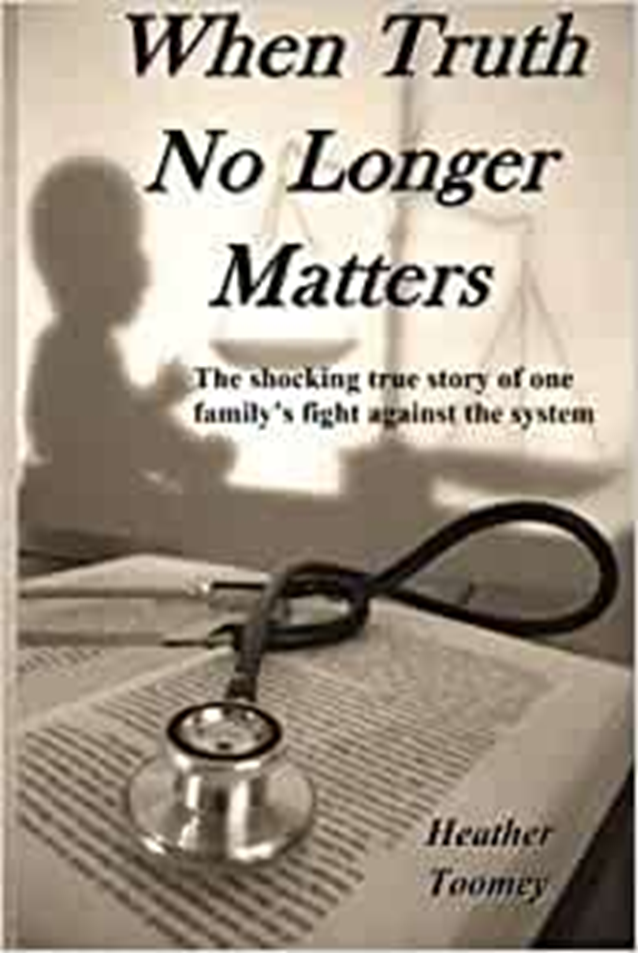 When Truth
No Longer
Matters
The shocking true story of one
family's fight against the system
Heather
Toomey